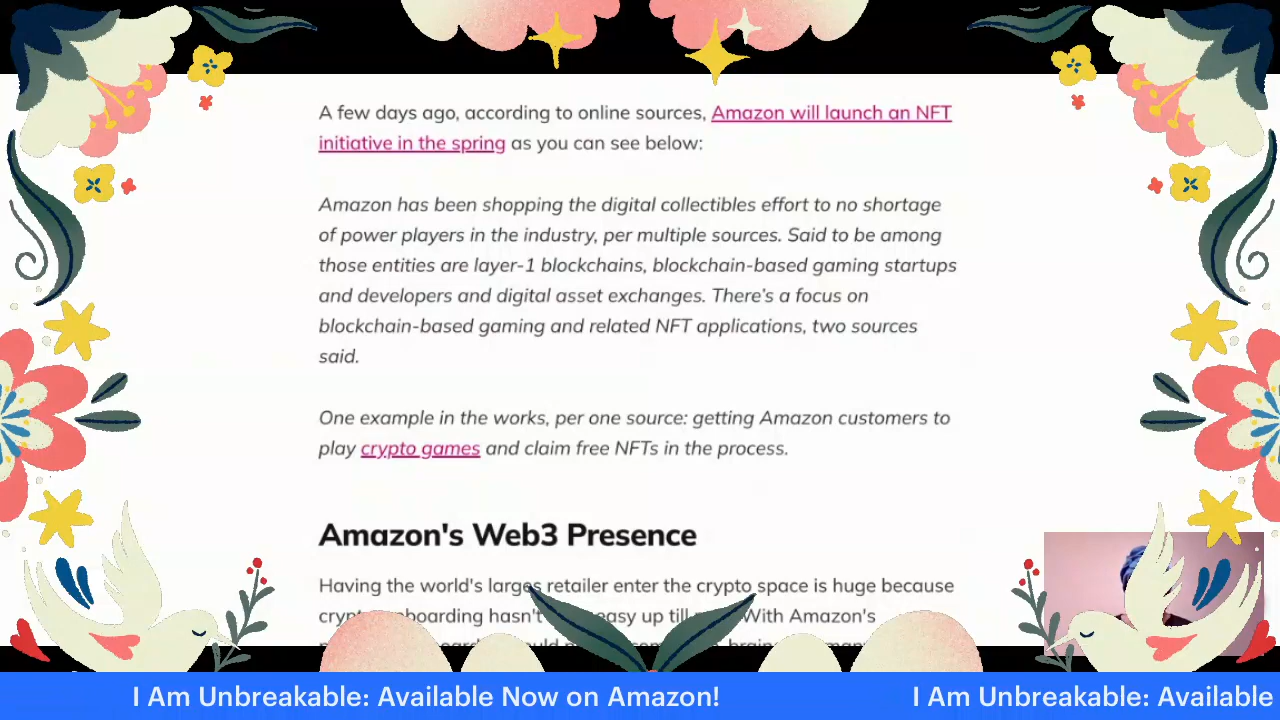 A few days ago, according to online sources, Amazon will launch an NFT
initiative in the spring as you can see below:
Amazon has been shopping the digital collectibles effort to no shortage
of power players in the industry, per multiple sources. Said to be among
those entities are layer-1 blockchains, blockchain-based gaming startups
and developers and digital asset exchanges. There's a focus on
blockchain-based gaming and related NFT applications, two sources
said.
One example in the works, per one source: getting Amazon customers to
play crypto games and claim free NFTs in the process.
Amazon's Web3 Presence
Having the world's larges retailer enter the crypto space is huge because
hasn't easy up till With Amazon's
I Am Unbreakable: Available Now on Amazon! I Am Unbreakable: Available